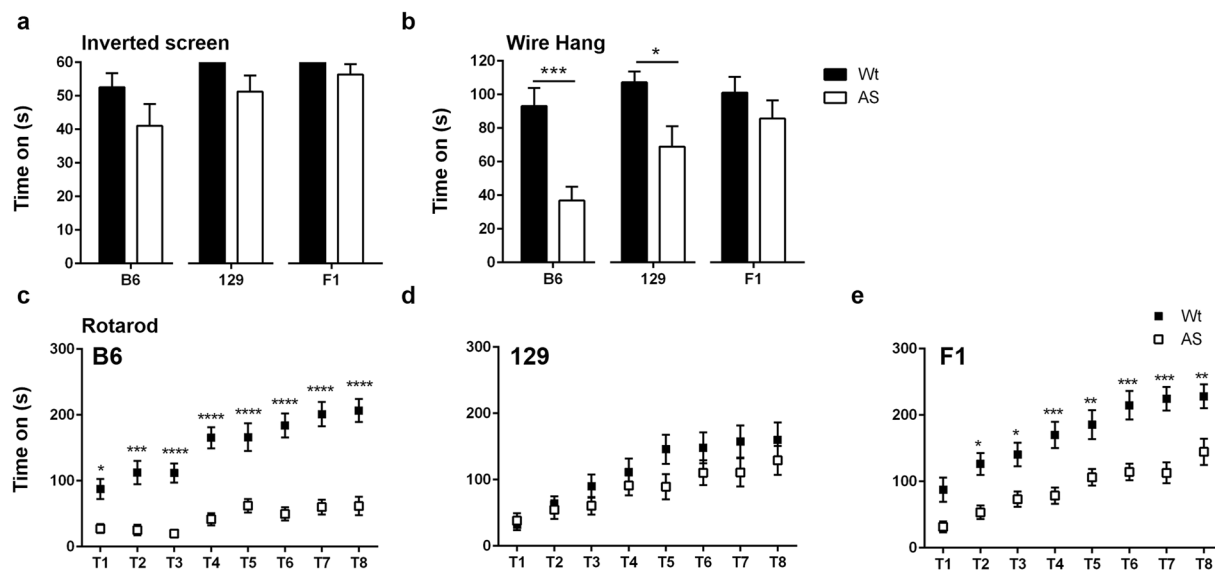 a
Inverted screen
Time on (s)
60
50
40
30
20
10
0
B6
129
F1
b
Wire Hang
Time on (s)
120
100
80
60
40
20
0
***
*
B6
129
F1
Wt
AS
c
Rotarod
B6
Time on (s)
300
200
100
0
* *** **** **** **** **** **** ****
T1 T2 T3 T4 T5 T6 T7 T8
d
129
300
200
100
0
T1 T2 T3 T4 T5 T6 T7 T8
e
Wt
AS
F1
300
200
100
0
* * *** ** *** *** **
T1 T2 T3 T4 T5 T6 T7 T8